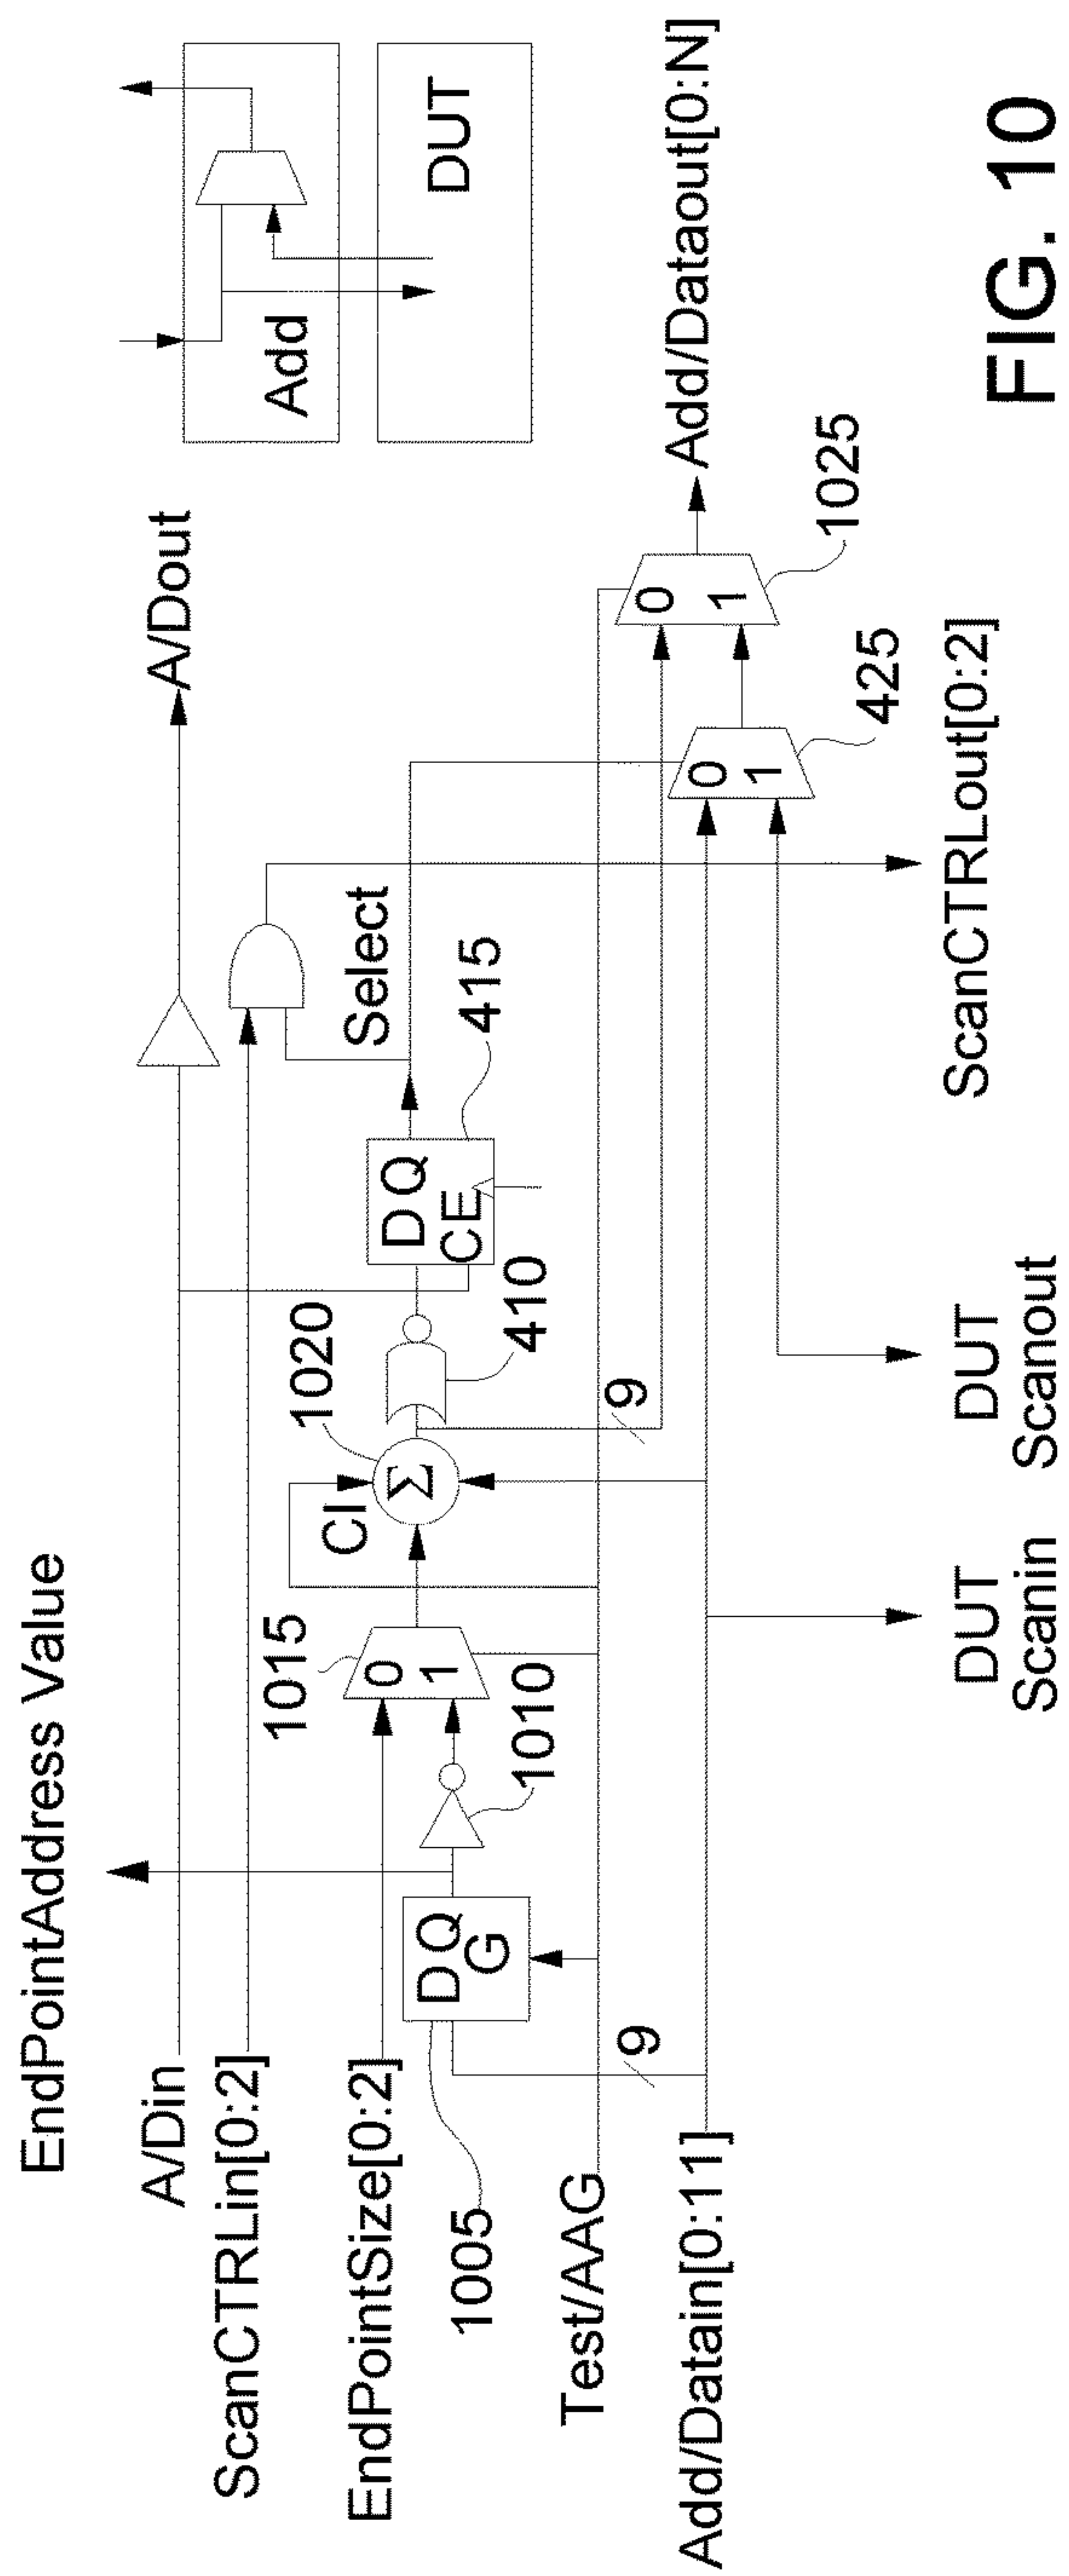 EndPointAddress Value
A/Din
A/Dout
ScanCTRLin[0:2]
EndPointSize[0:2]
Test/AAG
Add/Datain[0:11]
1005
D Q
G
9
1010
1015
0
1
CI
Σ
1020
410
9
D Q
CE
415
Select
0
1
425
0
1
1025
Add/Dataout[0:N]
DUT
Scanin
DUT
Scanout
ScanCTRLout[0:2]
Add
DUT
FIG. 10